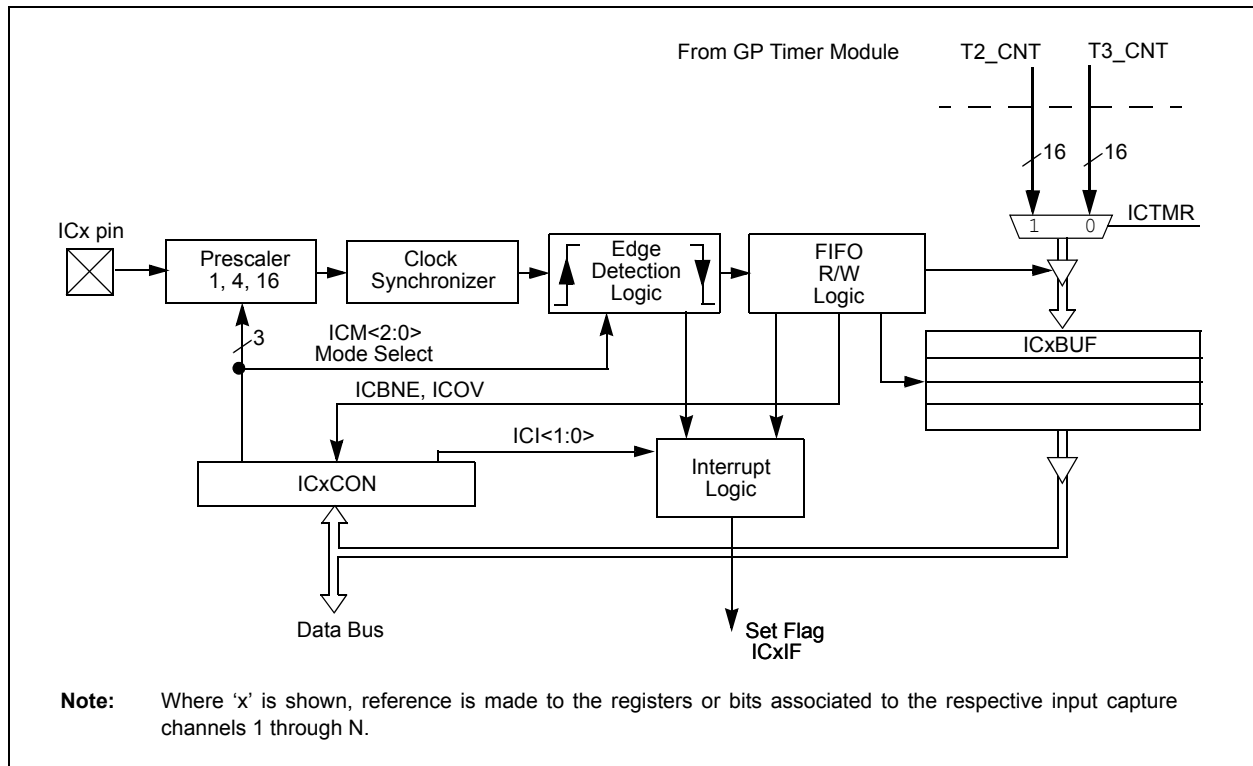 From GP Timer Module T2_CNT T3_CNT
16 16
ICTMR
1 0
ICx pin
Prescaler
1, 4, 16
Clock
Synchronizer
Edge
Detection
Logic
FIFO
R/W
Logic
3
ICM<2:0>
Mode Select
ICxBUF
ICBNE, ICOV
ICI<1:0>
ICxCON
Interrupt
Logic
Data Bus
Set Flag
ICxIF
Note: Where ‘x’ is shown, reference is made to the registers or bits associated to the respective input capture
channels 1 through N.